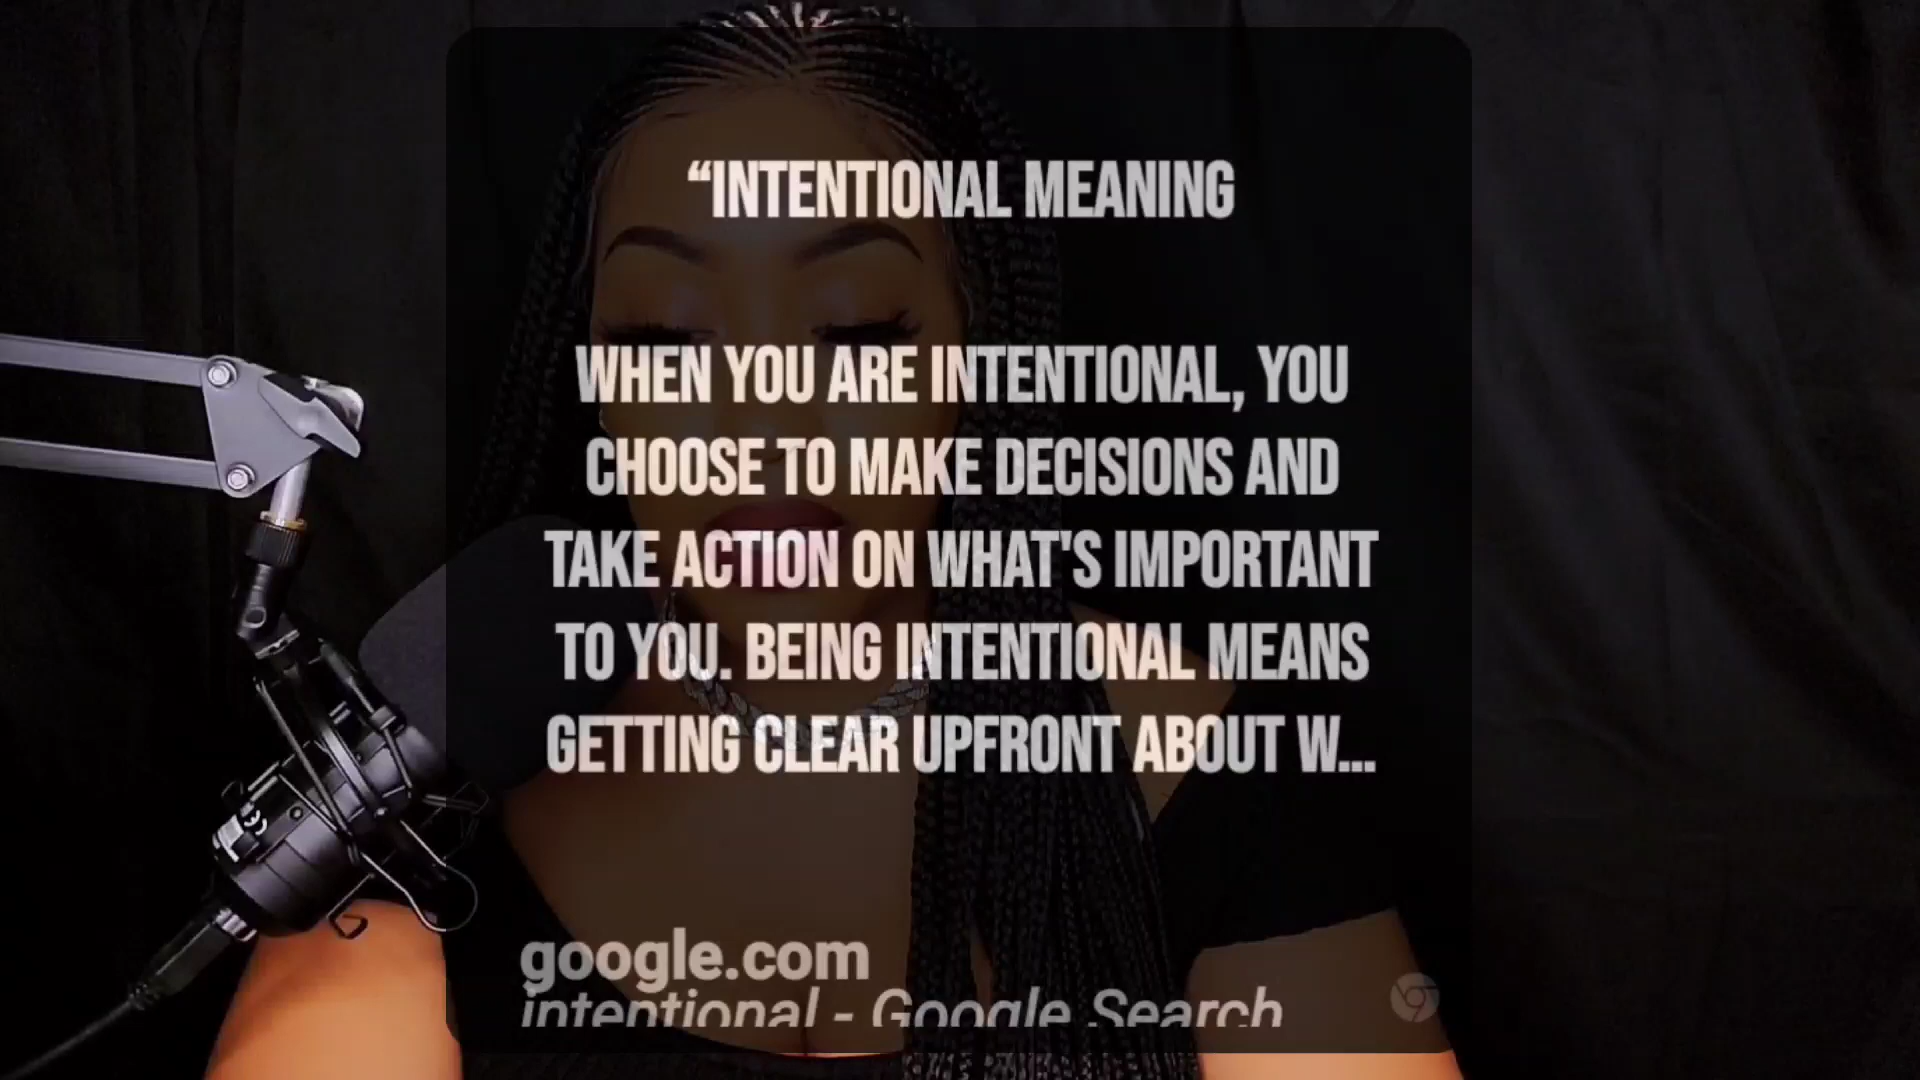 “INTENTIONAL MEANING
WHEN YOU ARE INTENTIONAL, YOU
CHOOSE TO MAKE DECISIONS AND
TAKE ACTION ON WHAT'S IMPORTANT
TO YOU. BEING INTENTIONAL MEANS
GETTING CLEAR UPFRONT ABOUT W...
google.com
intentional - Google Search